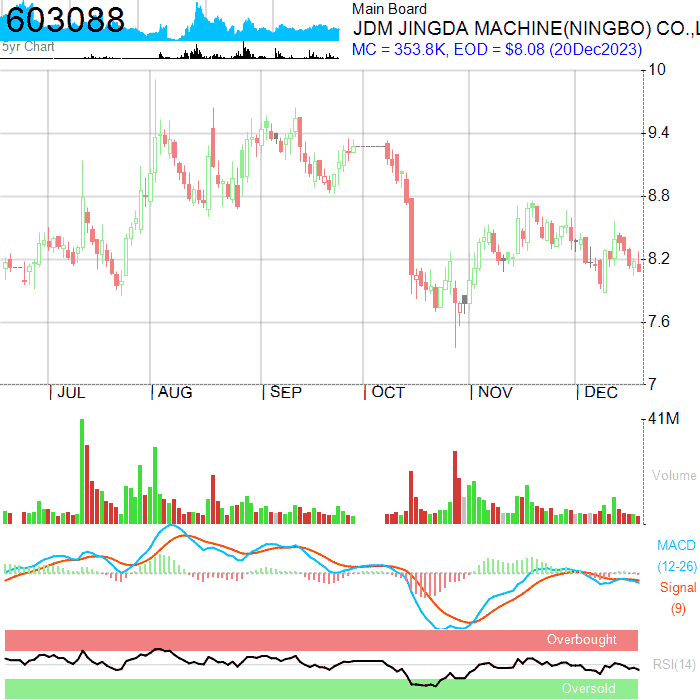 603088
5yr Chart
Main Board
JDM JINGDA MACHINE(NINGBO) CO.,L
MC = 353.8K, EOD = $8.08 (20Dec2023)
10
9.4
8.8
8.2
7.6
7
JUL AUG SEP OCT NOV DEC
41M
Volume
MACD
(12-26)
Signal
(9)
Overbought
RSI(14)
Oversold